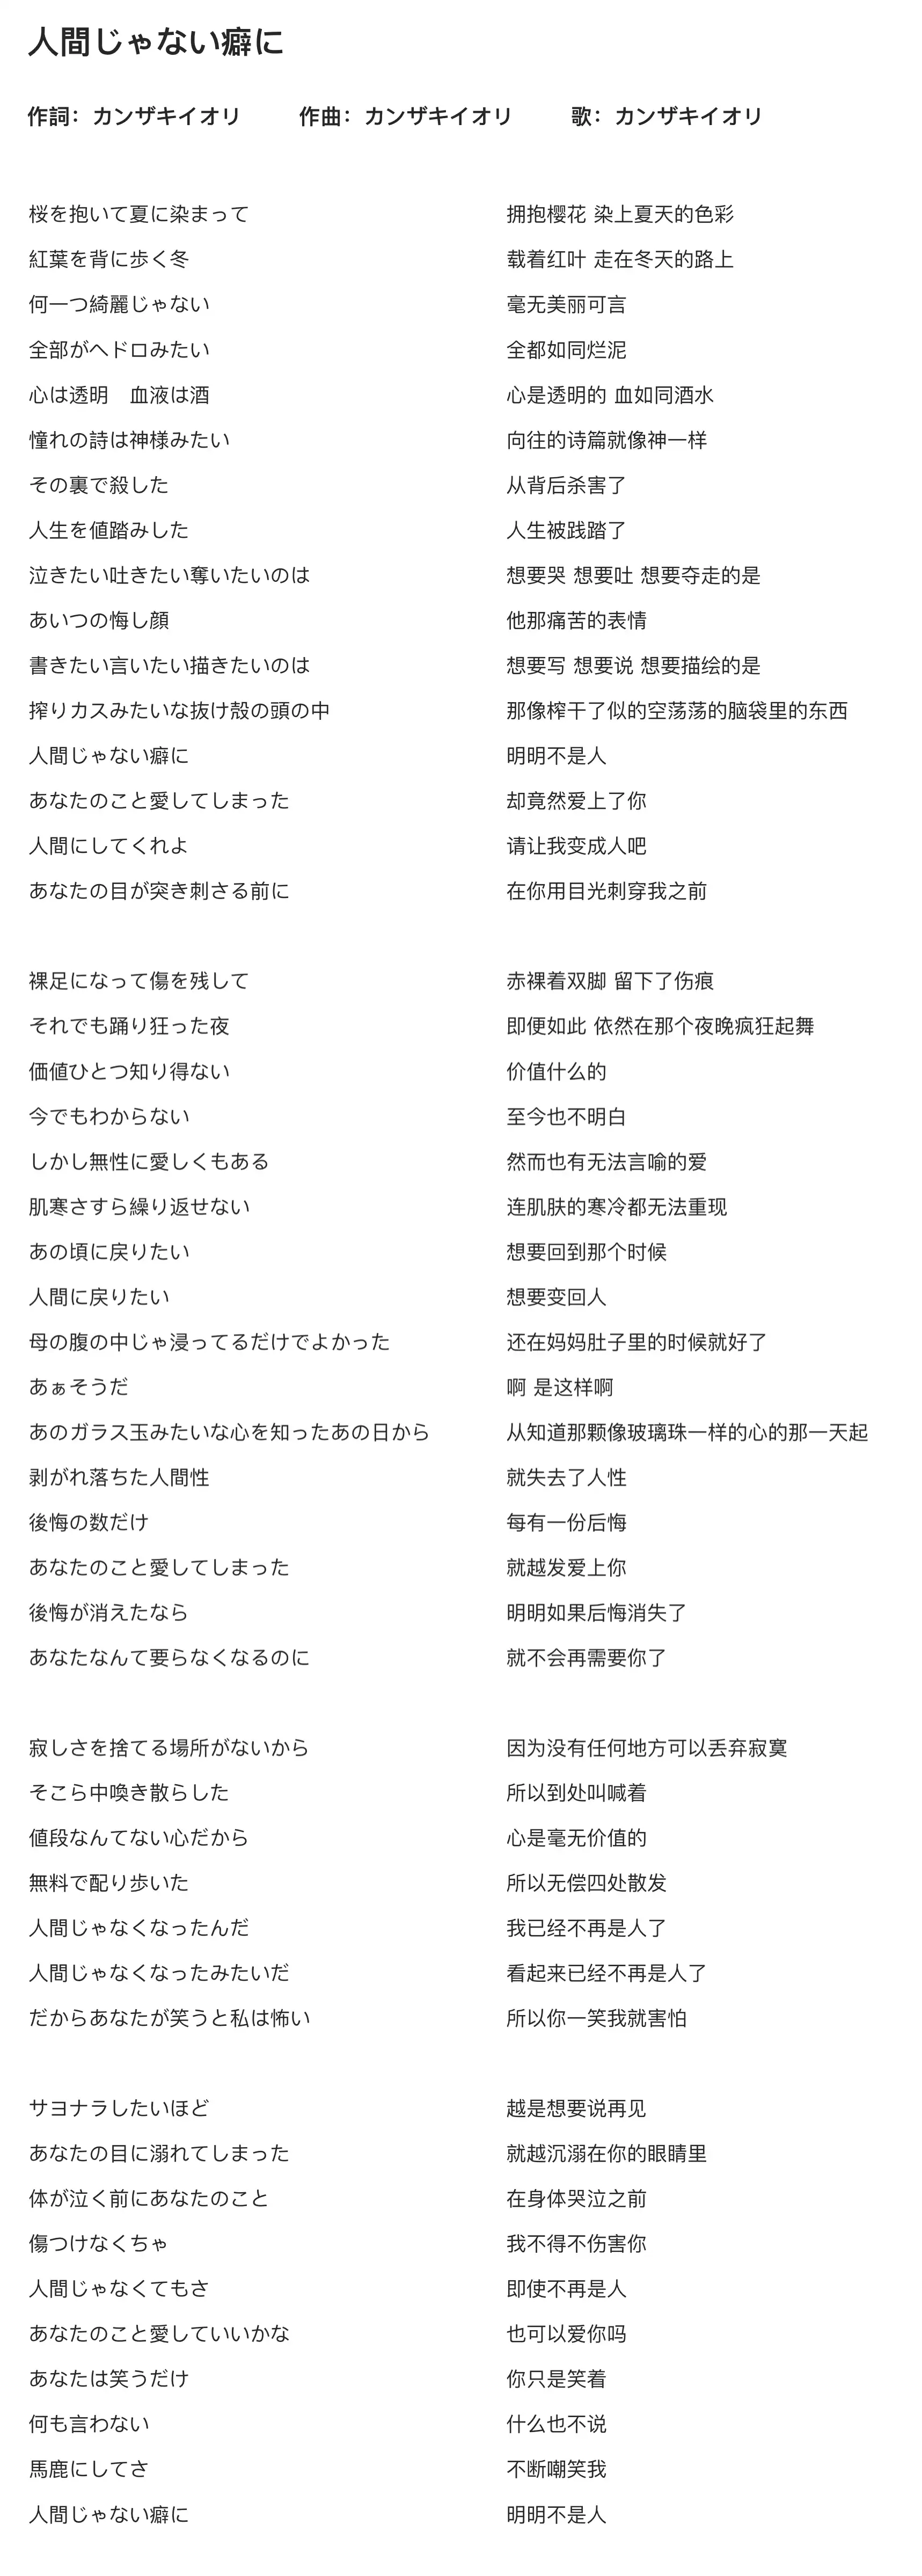 人間じゃない癖に
作詞：カンザキイオリ 作曲：カンザキイオリ 歌：カンザキイオリ
桜を抱いて夏に染まって 拥抱樱花 染上夏天的色彩
紅葉を背に歩く冬 载着红叶 走在冬天的路上
何一つ綺麗じゃない 毫无美丽可言
全部がヘドロみたい 全都如同烂泥
心は透明　血液は酒 心是透明的 血如同酒水
憧れの詩は神様みたい 向往的诗篇就像神一样
その裏で殺した 从背后杀害了
人生を値踏みした 人生被践踏了
泣きたい吐きたい奪いたいのは 想要哭 想要吐 想要夺走的是
あいつの悔し顔 他那痛苦的表情
書きたい言いたい描きたいのは 想要写 想要说 想要描绘的是
搾りカスみたいな抜け殻の頭の中 那像榨干了似的空荡荡的脑袋里的东西
人間じゃない癖に 明明不是人
あなたのこと愛してしまった 却竟然爱上了你
人間にしてくれよ 请让我变成人吧
あなたの目が突き刺さる前に 在你用目光刺穿我之前
裸足になって傷を残して 赤裸着双脚 留下了伤痕
それでも踊り狂った夜 即便如此 依然在那个夜晚疯狂起舞
価値ひとつ知り得ない 价值什么的
今でもわからない 至今也不明白
しかし無性に愛しくもある 然而也有无法言喻的爱
肌寒さすら繰り返せない 连肌肤的寒冷都无法重现
あの頃に戻りたい 想要回到那个时候
人間に戻りたい 想要变回人
母の腹の中じゃ浸ってるだけでよかった 还在妈妈肚子里的时候就好了
あぁそうだ 啊 是这样啊
あのガラス玉みたいな心を知ったあの日から 从知道那颗像玻璃珠一样的心的那一天起
剥がれ落ちた人間性 就失去了人性
後悔の数だけ 每有一份后悔
あなたのこと愛してしまった 就越发爱上你
後悔が消えたなら 明明如果后悔消失了
あなたなんて要らなくなるのに 就不会再需要你了
寂しさを捨てる場所がないから 因为没有任何地方可以丢弃寂寞
そこら中喚き散らした 所以到处叫喊着
値段なんてない心だから 心是毫无价值的
無料で配り歩いた 所以无偿四处散发
人間じゃなくなったんだ 我已经不再是人了
人間じゃなくなったみたいだ 看起来已经不再是人了
だからあなたが笑うと私は怖い 所以你一笑我就害怕
サヨナラしたいほど 越是想要说再见
あなたの目に溺れてしまった 就越沉溺在你的眼睛里
体が泣く前にあなたのこと 在身体哭泣之前
傷つけなくちゃ 我不得不伤害你
人間じゃなくてもさ 即使不再是人
あなたのこと愛していいかな 也可以爱你吗
あなたは笑うだけ 你只是笑着
何も言わない 什么也不说
馬鹿にしてさ 不断嘲笑我
人間じゃない癖に 明明不是人